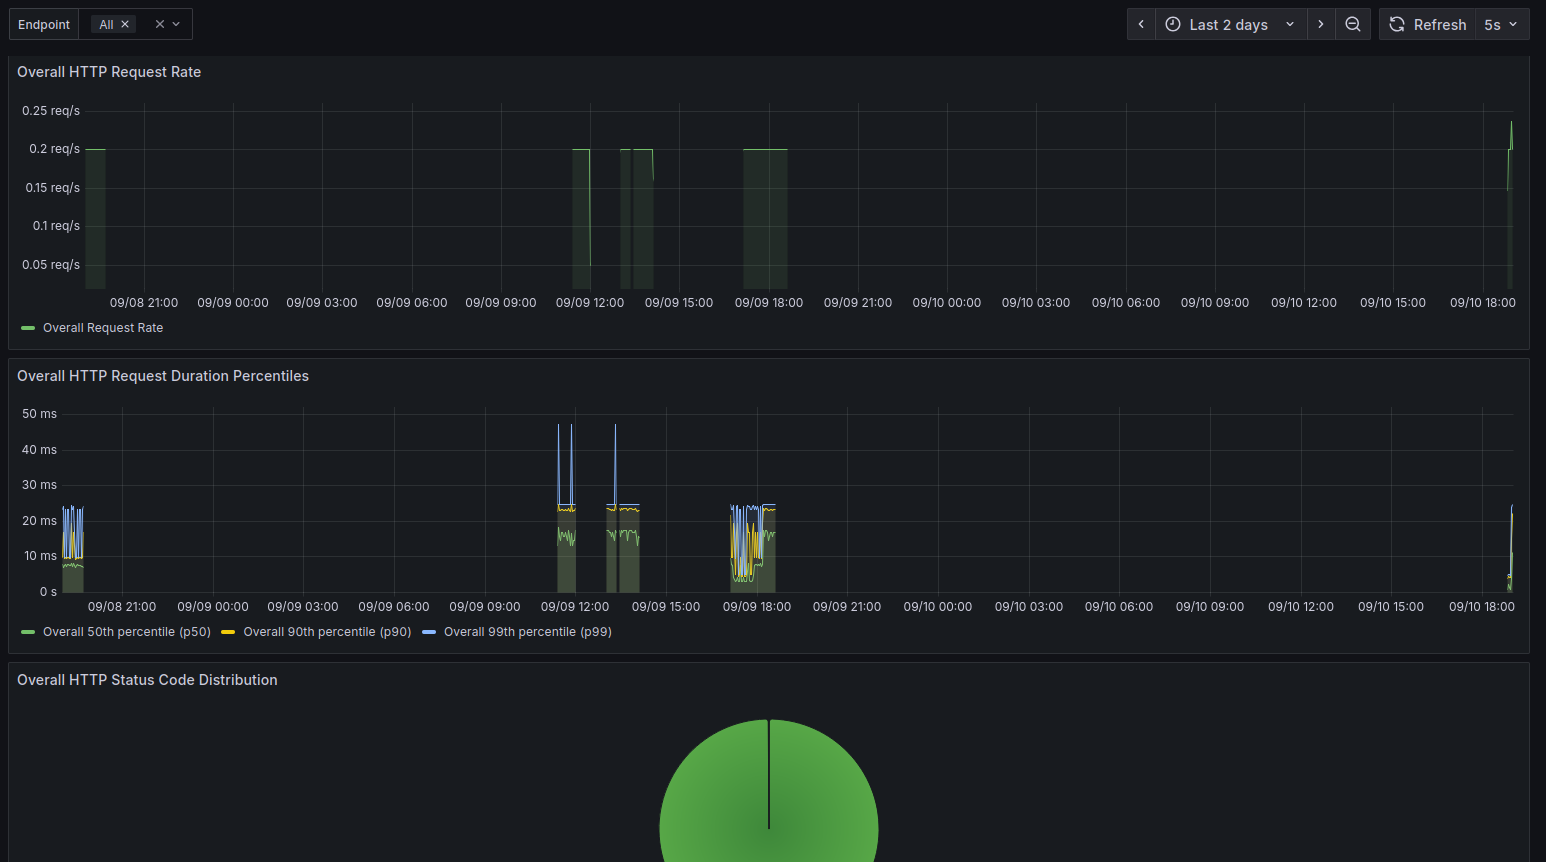 Endpoint All Last 2 days Refresh 5s
Overall HTTP Request Rate
0.25 req/s
0.2 req/s
0.15 req/s
0.1 req/s
0.05 req/s
09/08 21:00 09/09 00:00 09/09 03:00 09/09 06:00 09/09 09:00 09/09 12:00 09/09 15:00 09/09 18:00 09/09 21:00 09/10 00:00 09/10 03:00 09/10 06:00 09/10 09:00 09/10 12:00 09/10 15:00 09/10 18:00
Overall Request Rate
Overall HTTP Request Duration Percentiles
50 ms
40 ms
30 ms
20 ms
10 ms
0 s
09/08 21:00 09/09 00:00 09/09 03:00 09/09 06:00 09/09 09:00 09/09 12:00 09/09 15:00 09/09 18:00 09/09 21:00 09/10 00:00 09/10 03:00 09/10 06:00 09/10 09:00 09/10 12:00 09/10 15:00 09/10 18:00
Overall 50th percentile (p50) Overall 90th percentile (p90) Overall 99th percentile (p99)
Overall HTTP Status Code Distribution